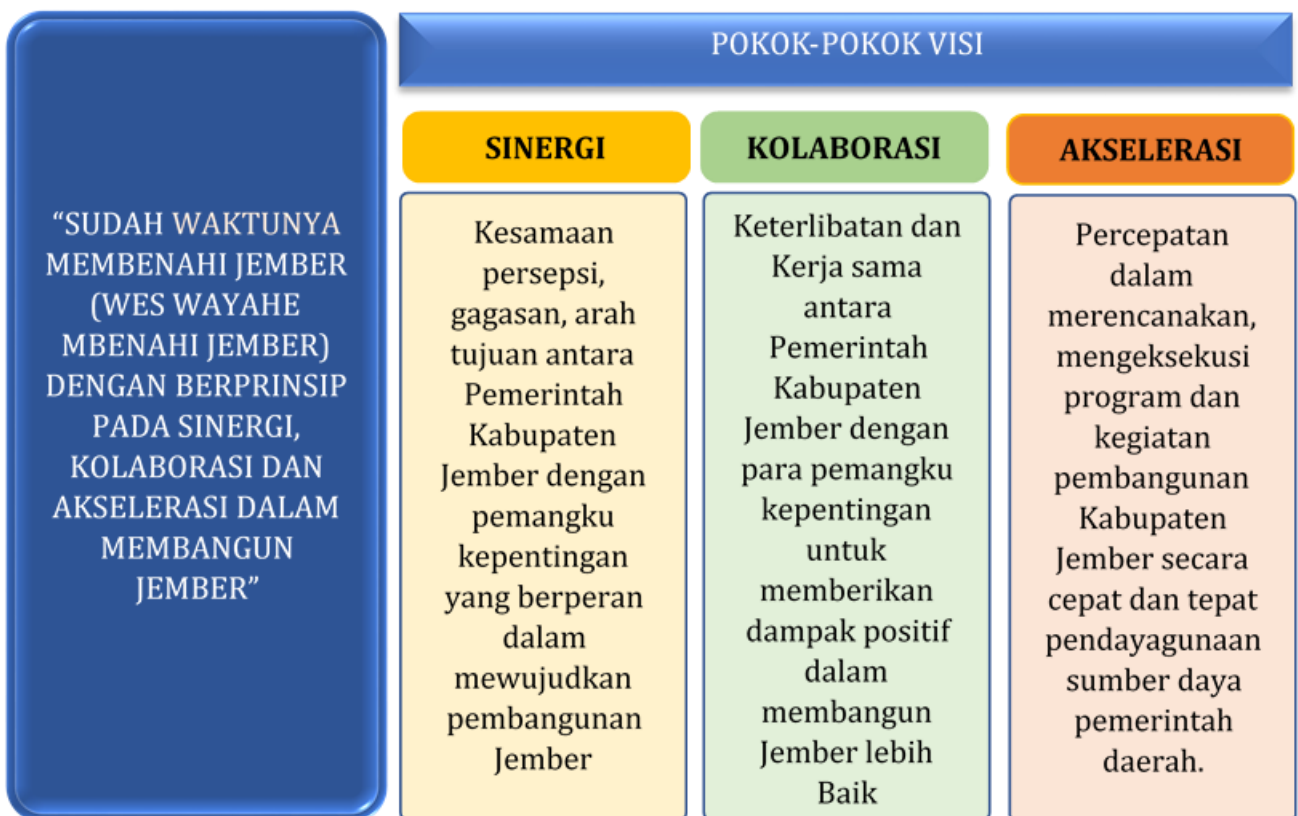 “SUDAH WAKTUNYA
MEMBENAHI JEMBER
(WES WAYAHE
MBENAHI JEMBER)
DENGAN BERPRINSIP
PADA SINERGI,
KOLABORASI DAN
AKSELERASI DALAM
MEMBANGUN
JEMBER”
POKOK-POKOK VISI
SINERGI
Kesamaan
persepsi,
gagasan, arah
tujuan antara
Pemerintah
Kabupaten
Jember dengan
pemangku
kepentingan
yang berperan
dalam
mewujudkan
pembangunan
Jember
KOLABORASI
Keterlibatan dan
Kerja sama
antara
Pemerintah
Kabupaten
Jember dengan
para pemangku
kepentingan
untuk
memberikan
dampak positif
dalam
membangun
Jember lebih
Baik
AKSELERASI
Percepatan
dalam
merencanakan,
mengeksekusi
program dan
kegiatan
pembangunan
Kabupaten
Jember secara
cepat dan tepat
pendayagunaan
sumber daya
pemerintah
daerah.